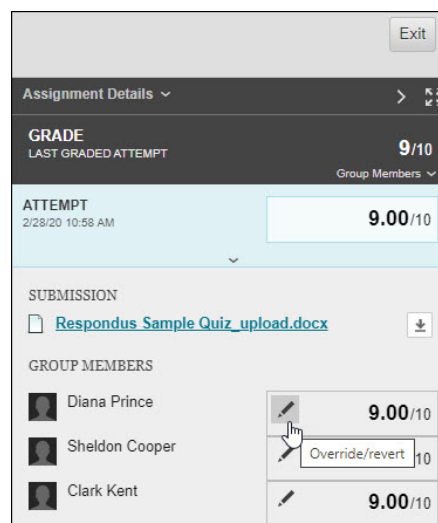 Exit
Assignment Details
GRADE
LAST GRADED ATTEMPT
9/10
Group Members
ATTEMPT
2/28/20 10:58 AM
9.00/10
SUBMISSION
Respondus Sample Quiz_upload.docx
GROUP MEMBERS
Diana Prince
9.00/10
Sheldon Cooper
Override/revert
10
Clark Kent
9.00/10